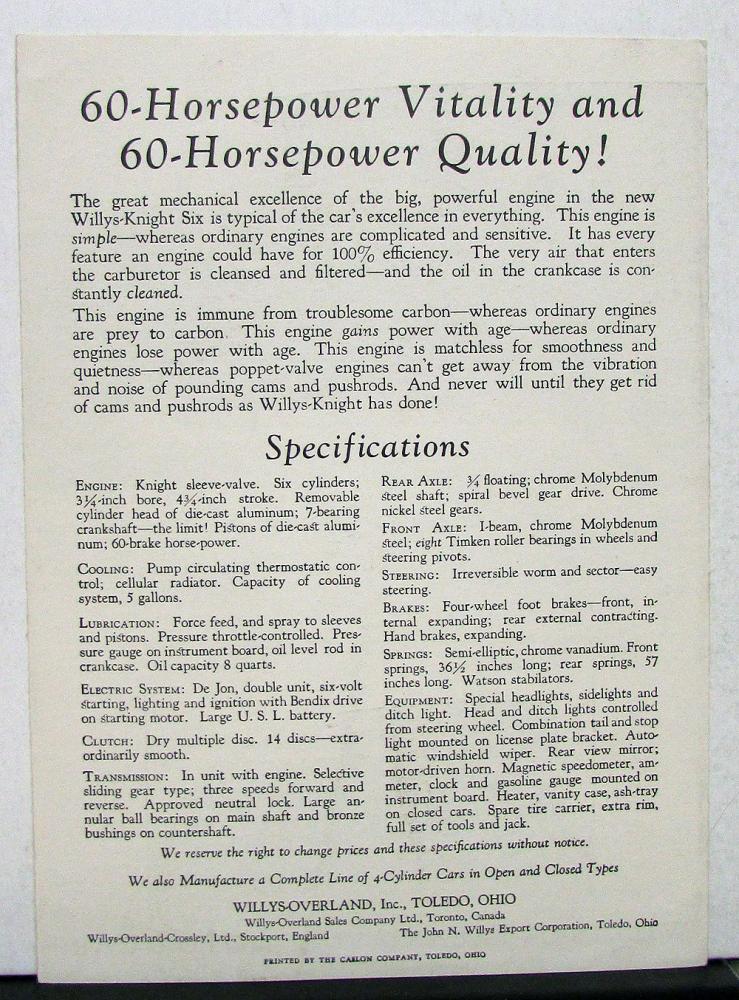 60-Horsepower Vitality and
60-Horsepower Quality!
The great mechanical excellence of the big, powerful engine in the new
Willys-Knight Six is typical of the car's excellence in everything. This engine is
simple—whereas ordinary engines are complicated and sensitive. It has every
feature an engine could have for 100% efficiency. The very air that enters
the carburetor is cleansed and filtered—and the oil in the crankcase is con-
stantly cleaned.
This engine is immune from troublesome carbon—whereas ordinary engines
are prey to carbon. This engine gains power with age—whereas ordinary
engines lose power with age. This engine is matchless for smoothness and
quietness—whereas poppet-valve engines can't get away from the vibration
and noise of pounding cams and pushrods. And never will until they get rid
of cams and pushrods as Willys-Knight has done!
Specifications
ENGINE: Knight sleeve-valve. Six cylinders;
3¼-inch bore, 4¾-inch stroke. Removable
cylinder head of die-cast aluminum; 7-bearing
crankshaft—the limit! Pistons of die-cast alumi-
num; 60-brake horse-power.
COOLING: Pump circulating thermostatic con-
trol; cellular radiator. Capacity of cooling
system, 5 gallons.
LUBRICATION: Force feed, and spray to sleeves
and pistons. Pressure throttle-controlled. Pres-
sure gauge on instrument board, oil level rod in
crankcase. Oil capacity 8 quarts.
ELECTRIC SYSTEM: De Jon, double unit, six-volt
starting, lighting and ignition with Bendix drive
on starting motor. Large U. S. L. battery.
CLUTCH: Dry multiple disc. 14 discs—extra-
ordinarily smooth.
TRANSMISSION: In unit with engine. Selective
sliding gear type; three speeds forward and
reverse. Approved neutral lock. Large an-
nular ball bearings on main shaft and bronze
bushings on countershaft.
REAR AXLE: ¾ floating; chrome Molybdenum
steel shaft; spiral bevel gear drive. Chrome
nickel steel gears.
FRONT AXLE: I-beam, chrome Molybdenum
steel; eight Timken roller bearings in wheels and
steering pivots.
STEERING: Irreversible worm and sector—easy
steering.
BRAKES: Four-wheel foot brakes—front, in-
ternal expanding; rear external contracting.
Hand brakes, expanding.
SPRINGS: Semi-elliptic, chrome vanadium. Front
springs, 36½ inches long; rear springs, 57
inches long. Watson stabilators.
EQUIPMENT: Special headlights, sidelights and
ditch light. Head and ditch lights controlled
from steering wheel. Combination tail and stop
light mounted on license plate bracket. Auto-
matic windshield wiper. Rear view mirror;
motor-driven horn. Magnetic speedometer, am-
meter, clock and gasoline gauge mounted on
instrument board. Heater, vanity case, ash-tray
on closed cars. Spare tire carrier, extra rim,
full set of tools and jack.
We reserve the right to change prices and these specifications without notice.
We also Manufacture a Complete Line of 4-Cylinder Cars in Open and Closed Types
WILLYS-OVERLAND, Inc., TOLEDO, OHIO
Willys-Overland Sales Company Ltd., Toronto, Canada
Willys-Overland-Crossley, Ltd., Stockport, England The John N. Willys Export Corporation, Toledo, Ohio
PRINTED BY THE CASLON COMPANY, TOLEDO, OHIO